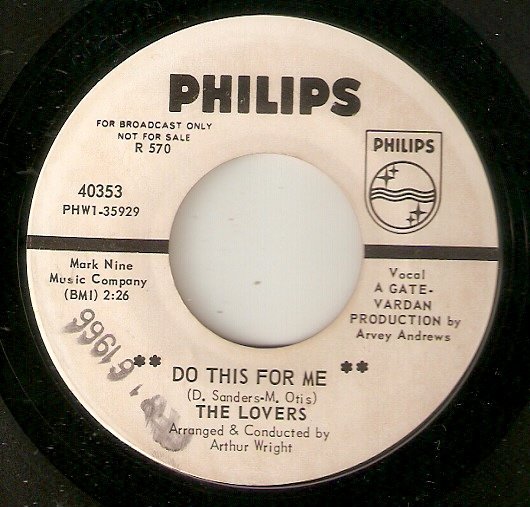 PHILIPS
FOR BROADCAST ONLY
NOT FOR SALE
R 570
PHILIPS
40353
PHW1-35929
Mark Nine
Music Company
(BMI) 2:26
Vocal
A GATE-
VARDAN
PRODUCTION by
Arvey Andrews
** DO THIS FOR ME **
(D. Sanders-M. Otis)
THE LOVERS
Arranged & Conducted by
Arthur Wright